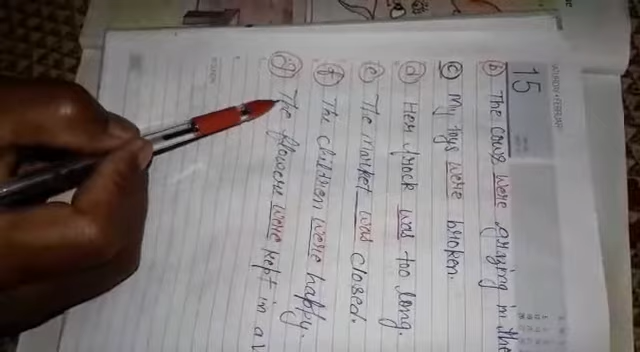 15
(b) The cows were grazing in the
(c) My toys were broken.
(d) Her frock was too long.
(e) The market was closed.
(f) The children were happy.
(g) The flowers were kept in a